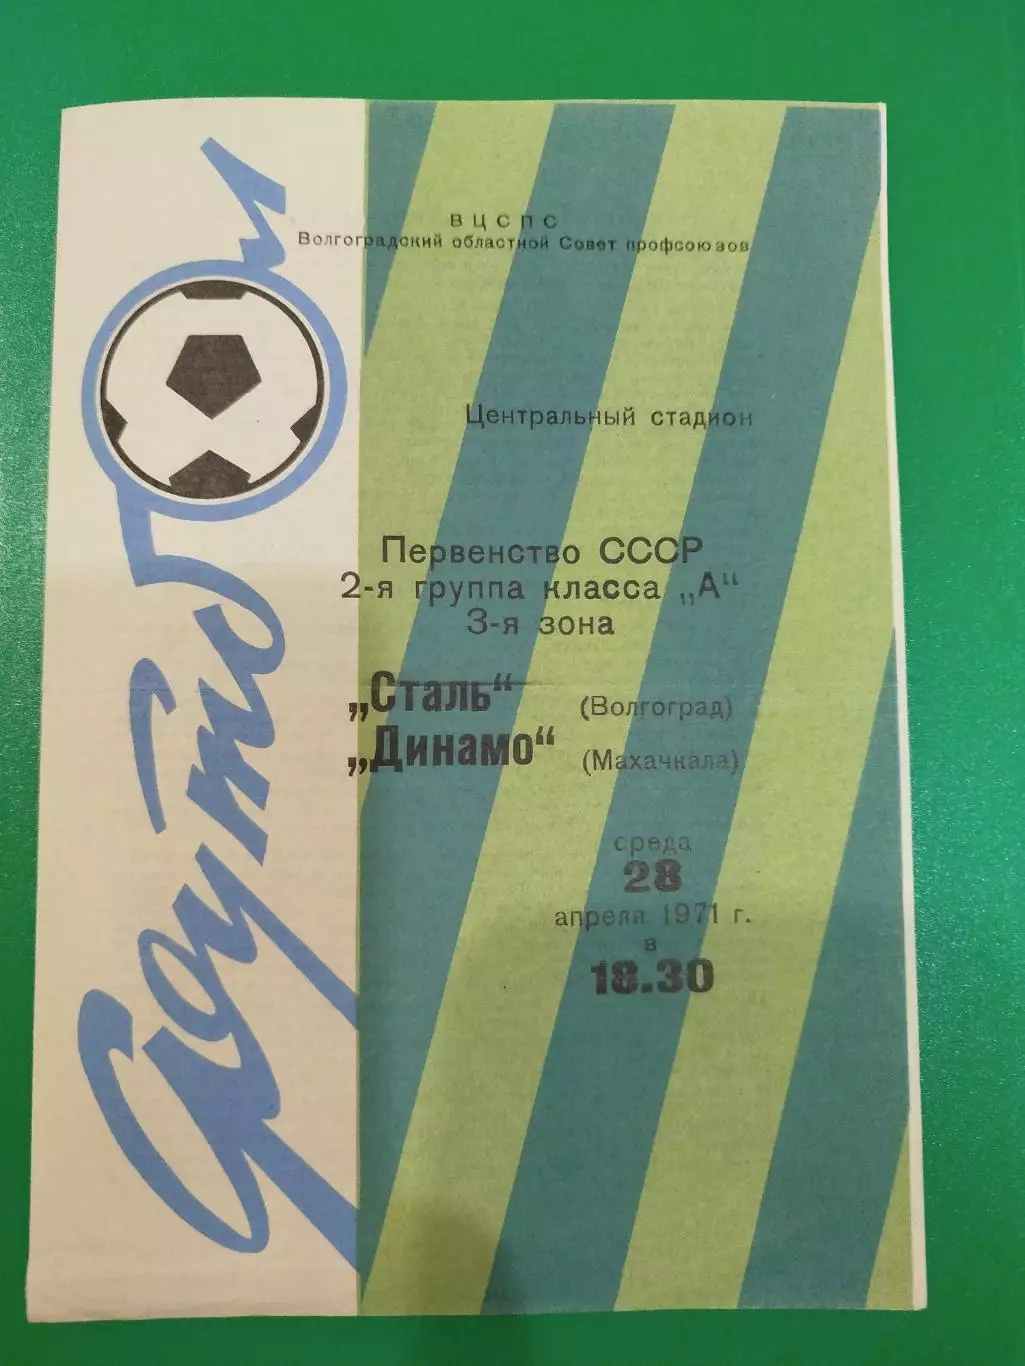 Футбол
ВЦСПС
Волгоградский областной Совет профсоюзов
Центральный стадион
Первенство СССР
2-я группа класса „А“
3-я зона
„Сталь“ (Волгоград)
„Динамо“ (Махачкала)
среда
28
апреля 1971 г.
в
18.30